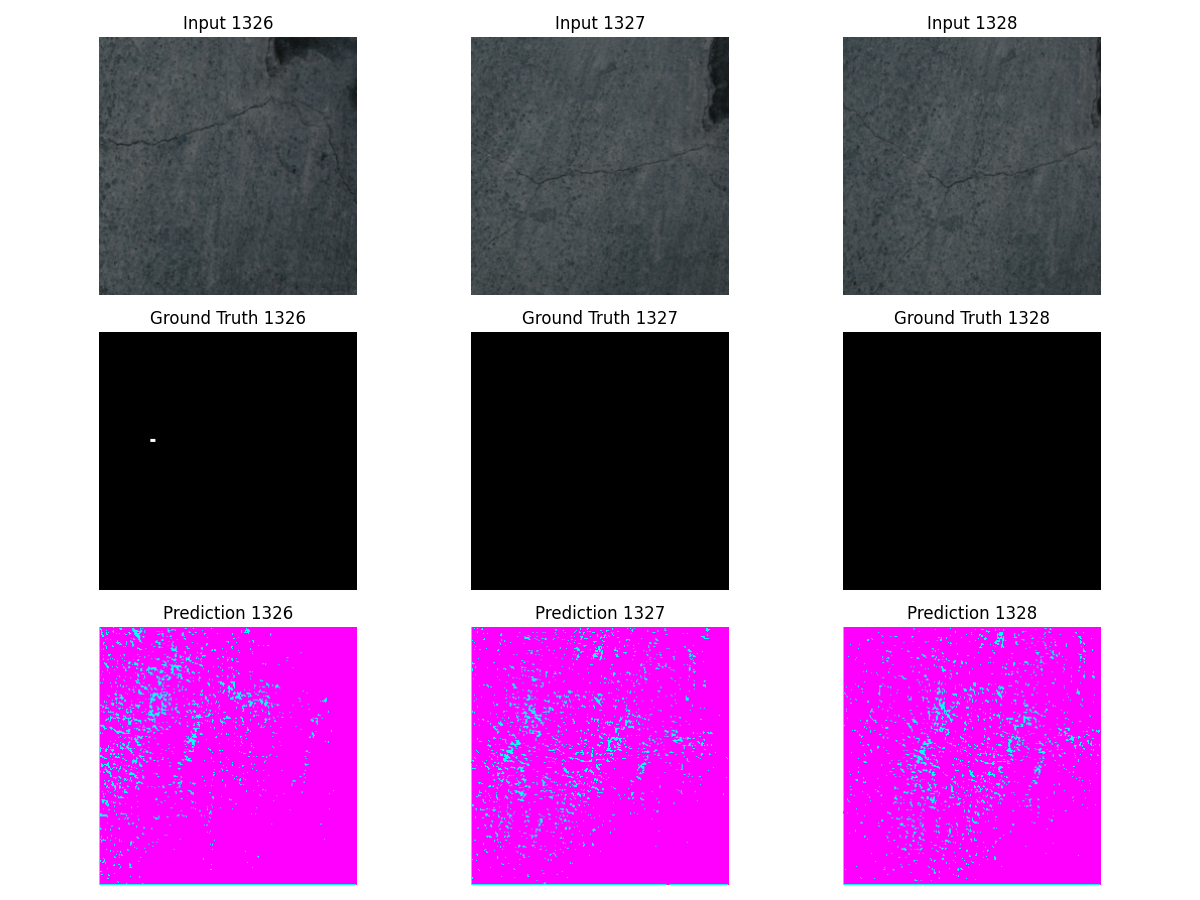 Input 1326
Input 1327
Input 1328
Ground Truth 1326
Ground Truth 1327
Ground Truth 1328
Prediction 1326
Prediction 1327
Prediction 1328